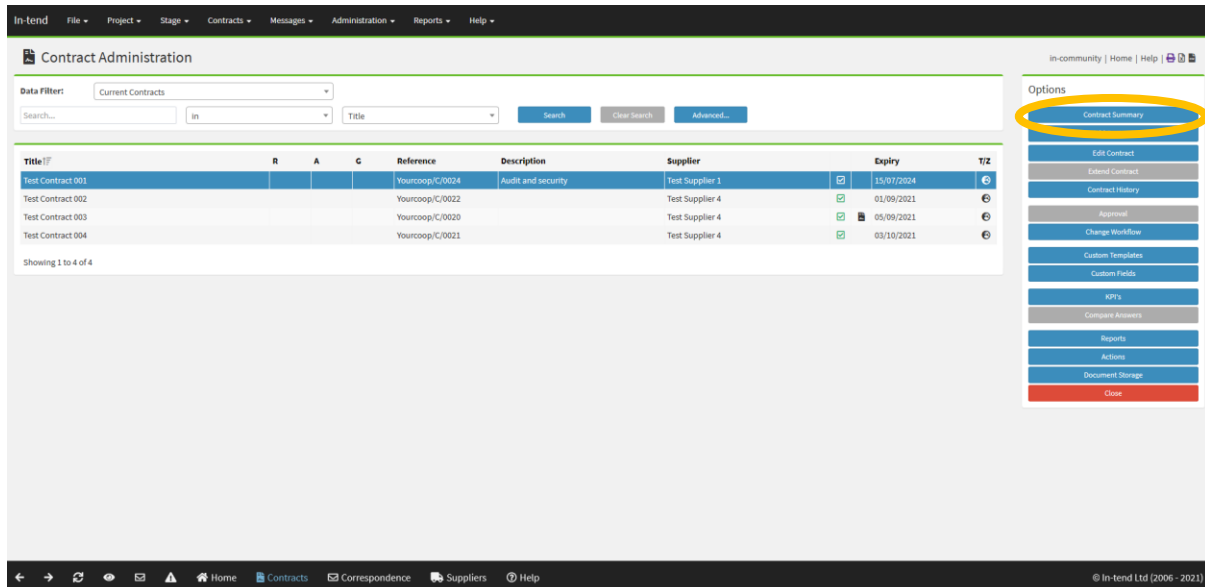 In-tend File Project Stage Contracts Messages Administration Reports Help
Contract Administration
in-community | Home | Help |
Data Filter: Current Contracts
Search... in Title Search Clear Search Advanced...
Title R A G Reference Description Supplier Expiry T/Z
Test Contract 001 Yourcoop/C/0024 Audit and security Test Supplier 1 15/07/2024
Test Contract 002 Yourcoop/C/0022 Test Supplier 4 01/09/2021
Test Contract 003 Yourcoop/C/0020 Test Supplier 4 05/09/2021
Test Contract 004 Yourcoop/C/0021 Test Supplier 4 03/10/2021
Showing 1 to 4 of 4
Options
Contract Summary
Edit Contract
Extend Contract
Contract History
Approval
Change Workflow
Custom Templates
Custom Fields
KPI's
Compare Answers
Reports
Actions
Document Storage
Close
Home Contracts Correspondence Suppliers Help
© In-tend Ltd (2006 - 2021)